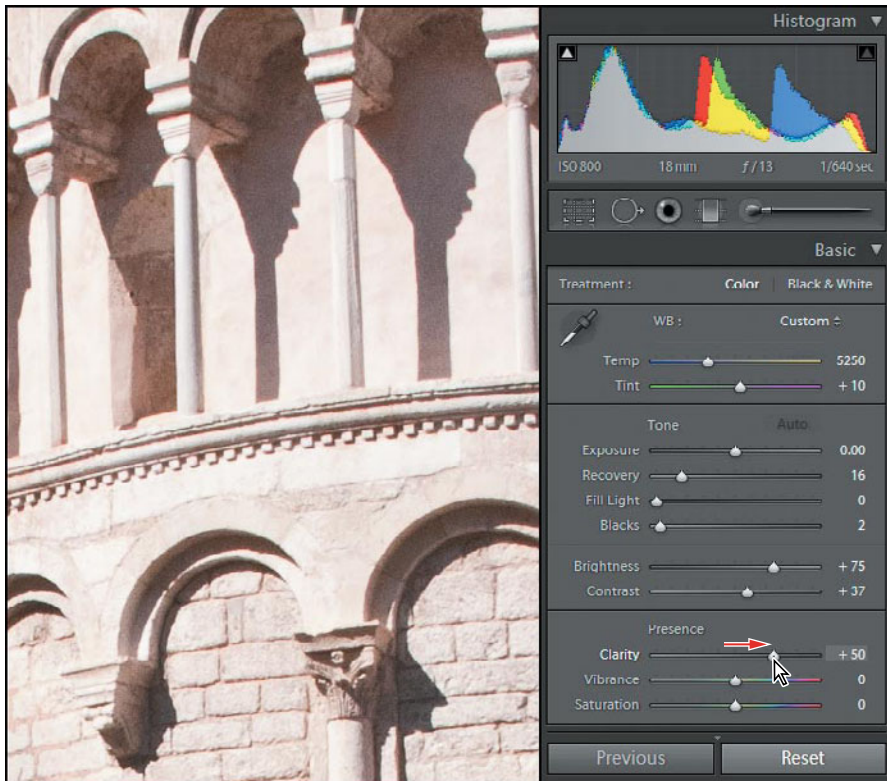 Histogram
ISO 800 18 mm ƒ / 13 1/640 sec
Basic
Treatment : Color Black & White
WB : Custom
Temp 5250
Tint + 10
Tone Auto
Exposure 0.00
Recovery 16
Fill Light 0
Blacks 2
Brightness + 75
Contrast + 37
Presence
Clarity + 50
Vibrance 0
Saturation 0
Previous Reset